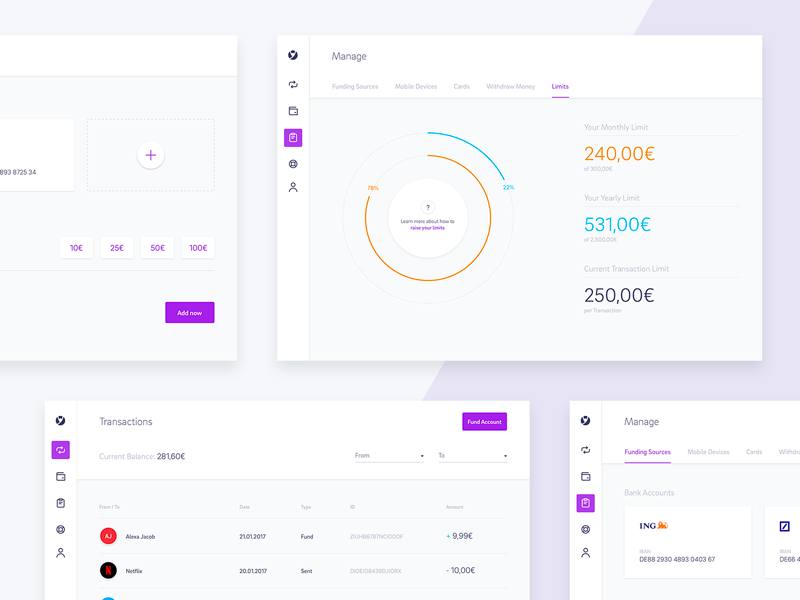 893 8725 34
10€ 25€ 50€ 100€
Add now
Manage
Funding Sources Mobile Devices Cards Withdraw Money Limits
78%
22%
?
Learn more about how to
raise your limits
Your Monthly Limit
240,00€
of 300,00€
Your Yearly Limit
531,00€
of 2.500,00€
Current Transaction Limit
250,00€
per Transaction
Transactions
Fund Account
Current Balance: 281,60€
From To
From / To Date Type ID Amount
AJ Alexa Jacob 21.01.2017 Fund + 9,99€
N Netflix 20.01.2017 Sent - 10,00€
Manage
Funding Sources Mobile Devices Cards Withdra
Bank Accounts
ING
IBAN
DE88 2930 4893 0403 67
IBAN
DE66 4